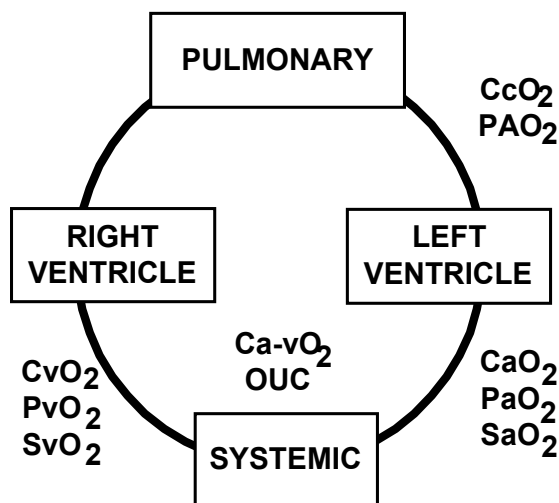 PULMONARY
CcO₂
PAO₂
RIGHT
VENTRICLE
LEFT
VENTRICLE
Ca-vO₂
OUC
CvO₂
PvO₂
SvO₂
CaO₂
PaO₂
SaO₂
SYSTEMIC